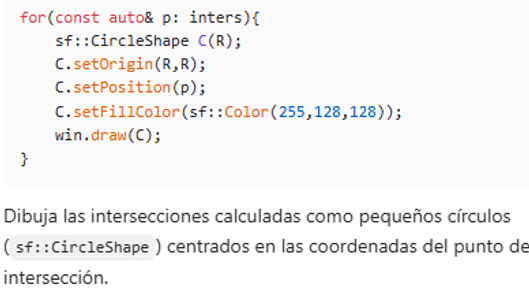 for(const auto& p: inters){
    sf::CircleShape C(R);
    C.setOrigin(R,R);
    C.setPosition(p);
    C.setFillColor(sf::Color(255,128,128));
    win.draw(C);
}
Dibuja las intersecciones calculadas como pequeños círculos
( sf::CircleShape ) centrados en las coordenadas del punto de
intersección.